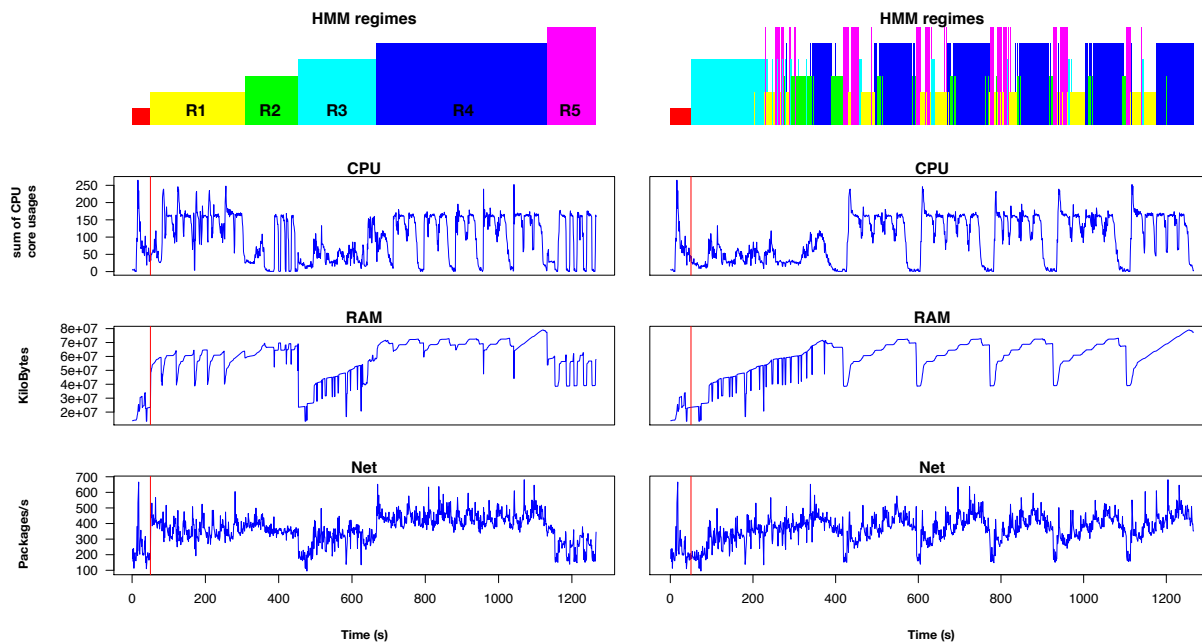 HMM regimes
HMM regimes
R1 R2 R3 R4 R5
CPU
CPU
sum of CPU
core usages
250
200
150
100
50
0
RAM
RAM
KiloBytes
8e+07
7e+07
6e+07
5e+07
4e+07
3e+07
2e+07
Net
Net
Packages/s
700
600
500
400
300
200
100
0 200 400 600 800 1000 1200
0 200 400 600 800 1000 1200
Time (s)
Time (s)